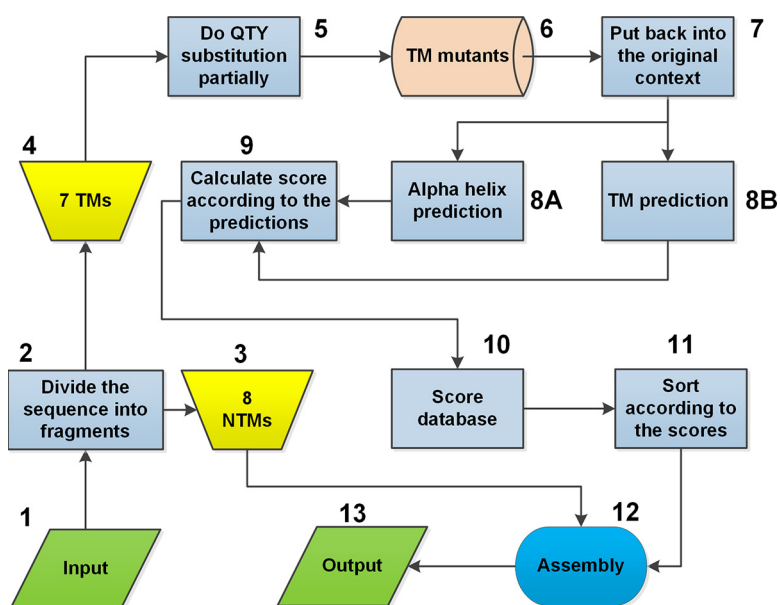 Do QTY
substitution
partially
5
TM mutants
6
Put back into
the original
context
7
4
7 TMs
9
Calculate score
according to the
predictions
Alpha helix
prediction
8A
TM prediction
8B
2
Divide the
sequence into
fragments
3
8
NTMs
10
Score
database
11
Sort
according to
the scores
1
Input
13
Output
12
Assembly